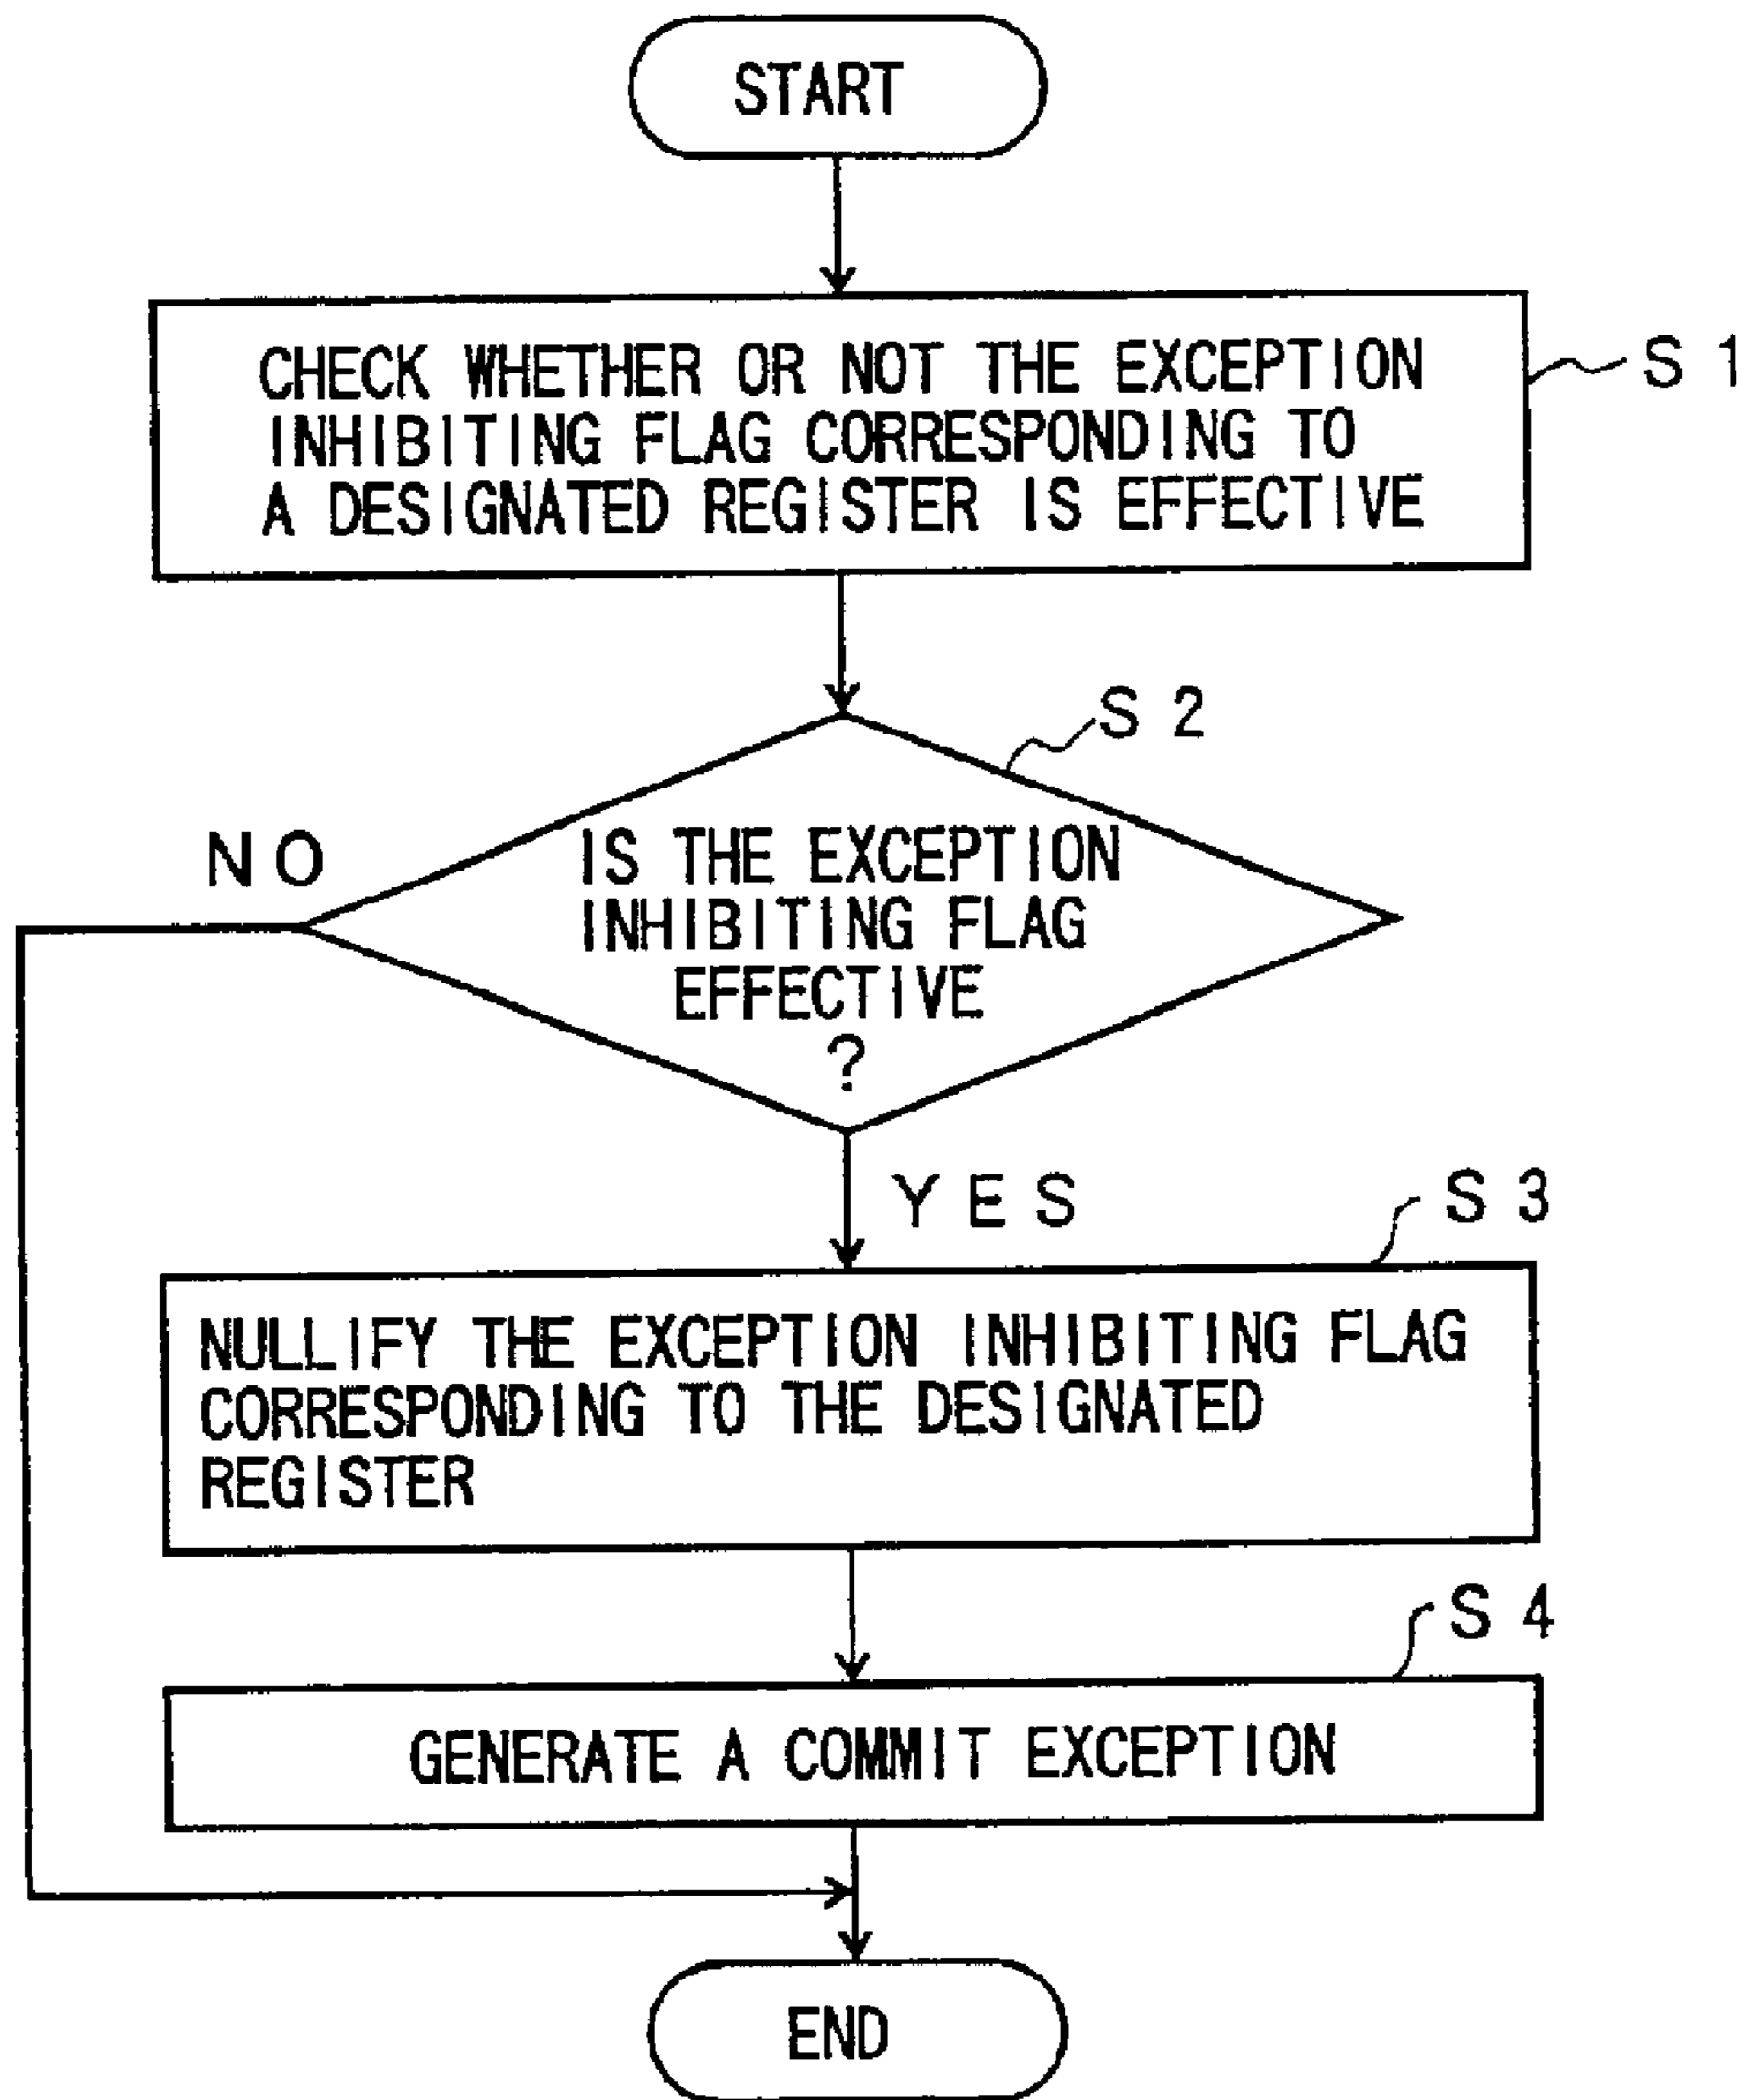 START
CHECK WHETHER OR NOT THE EXCEPTION
INHIBITING FLAG CORRESPONDING TO
A DESIGNATED REGISTER IS EFFECTIVE
S 1
S 2
NO
IS THE EXCEPTION
INHIBITING FLAG
EFFECTIVE
?
YES
S 3
NULLIFY THE EXCEPTION INHIBITING FLAG
CORRESPONDING TO THE DESIGNATED
REGISTER
S 4
GENERATE A COMMIT EXCEPTION
END